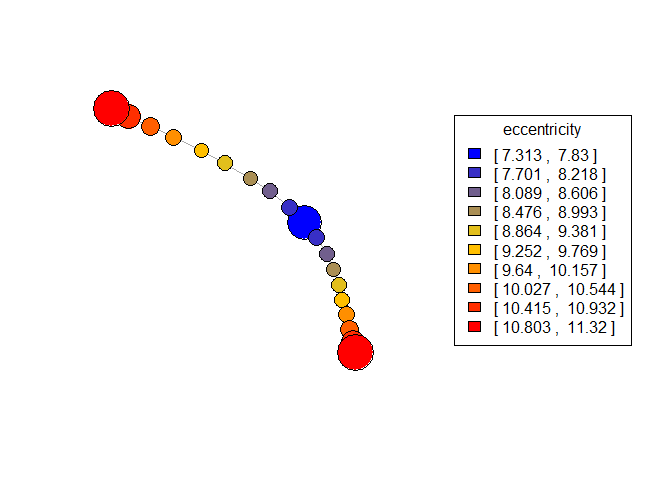 eccentricity
[ 7.313 ,  7.83 ]
[ 7.701 ,  8.218 ]
[ 8.089 ,  8.606 ]
[ 8.476 ,  8.993 ]
[ 8.864 ,  9.381 ]
[ 9.252 ,  9.769 ]
[ 9.64 ,  10.157 ]
[ 10.027 ,  10.544 ]
[ 10.415 ,  10.932 ]
[ 10.803 ,  11.32 ]